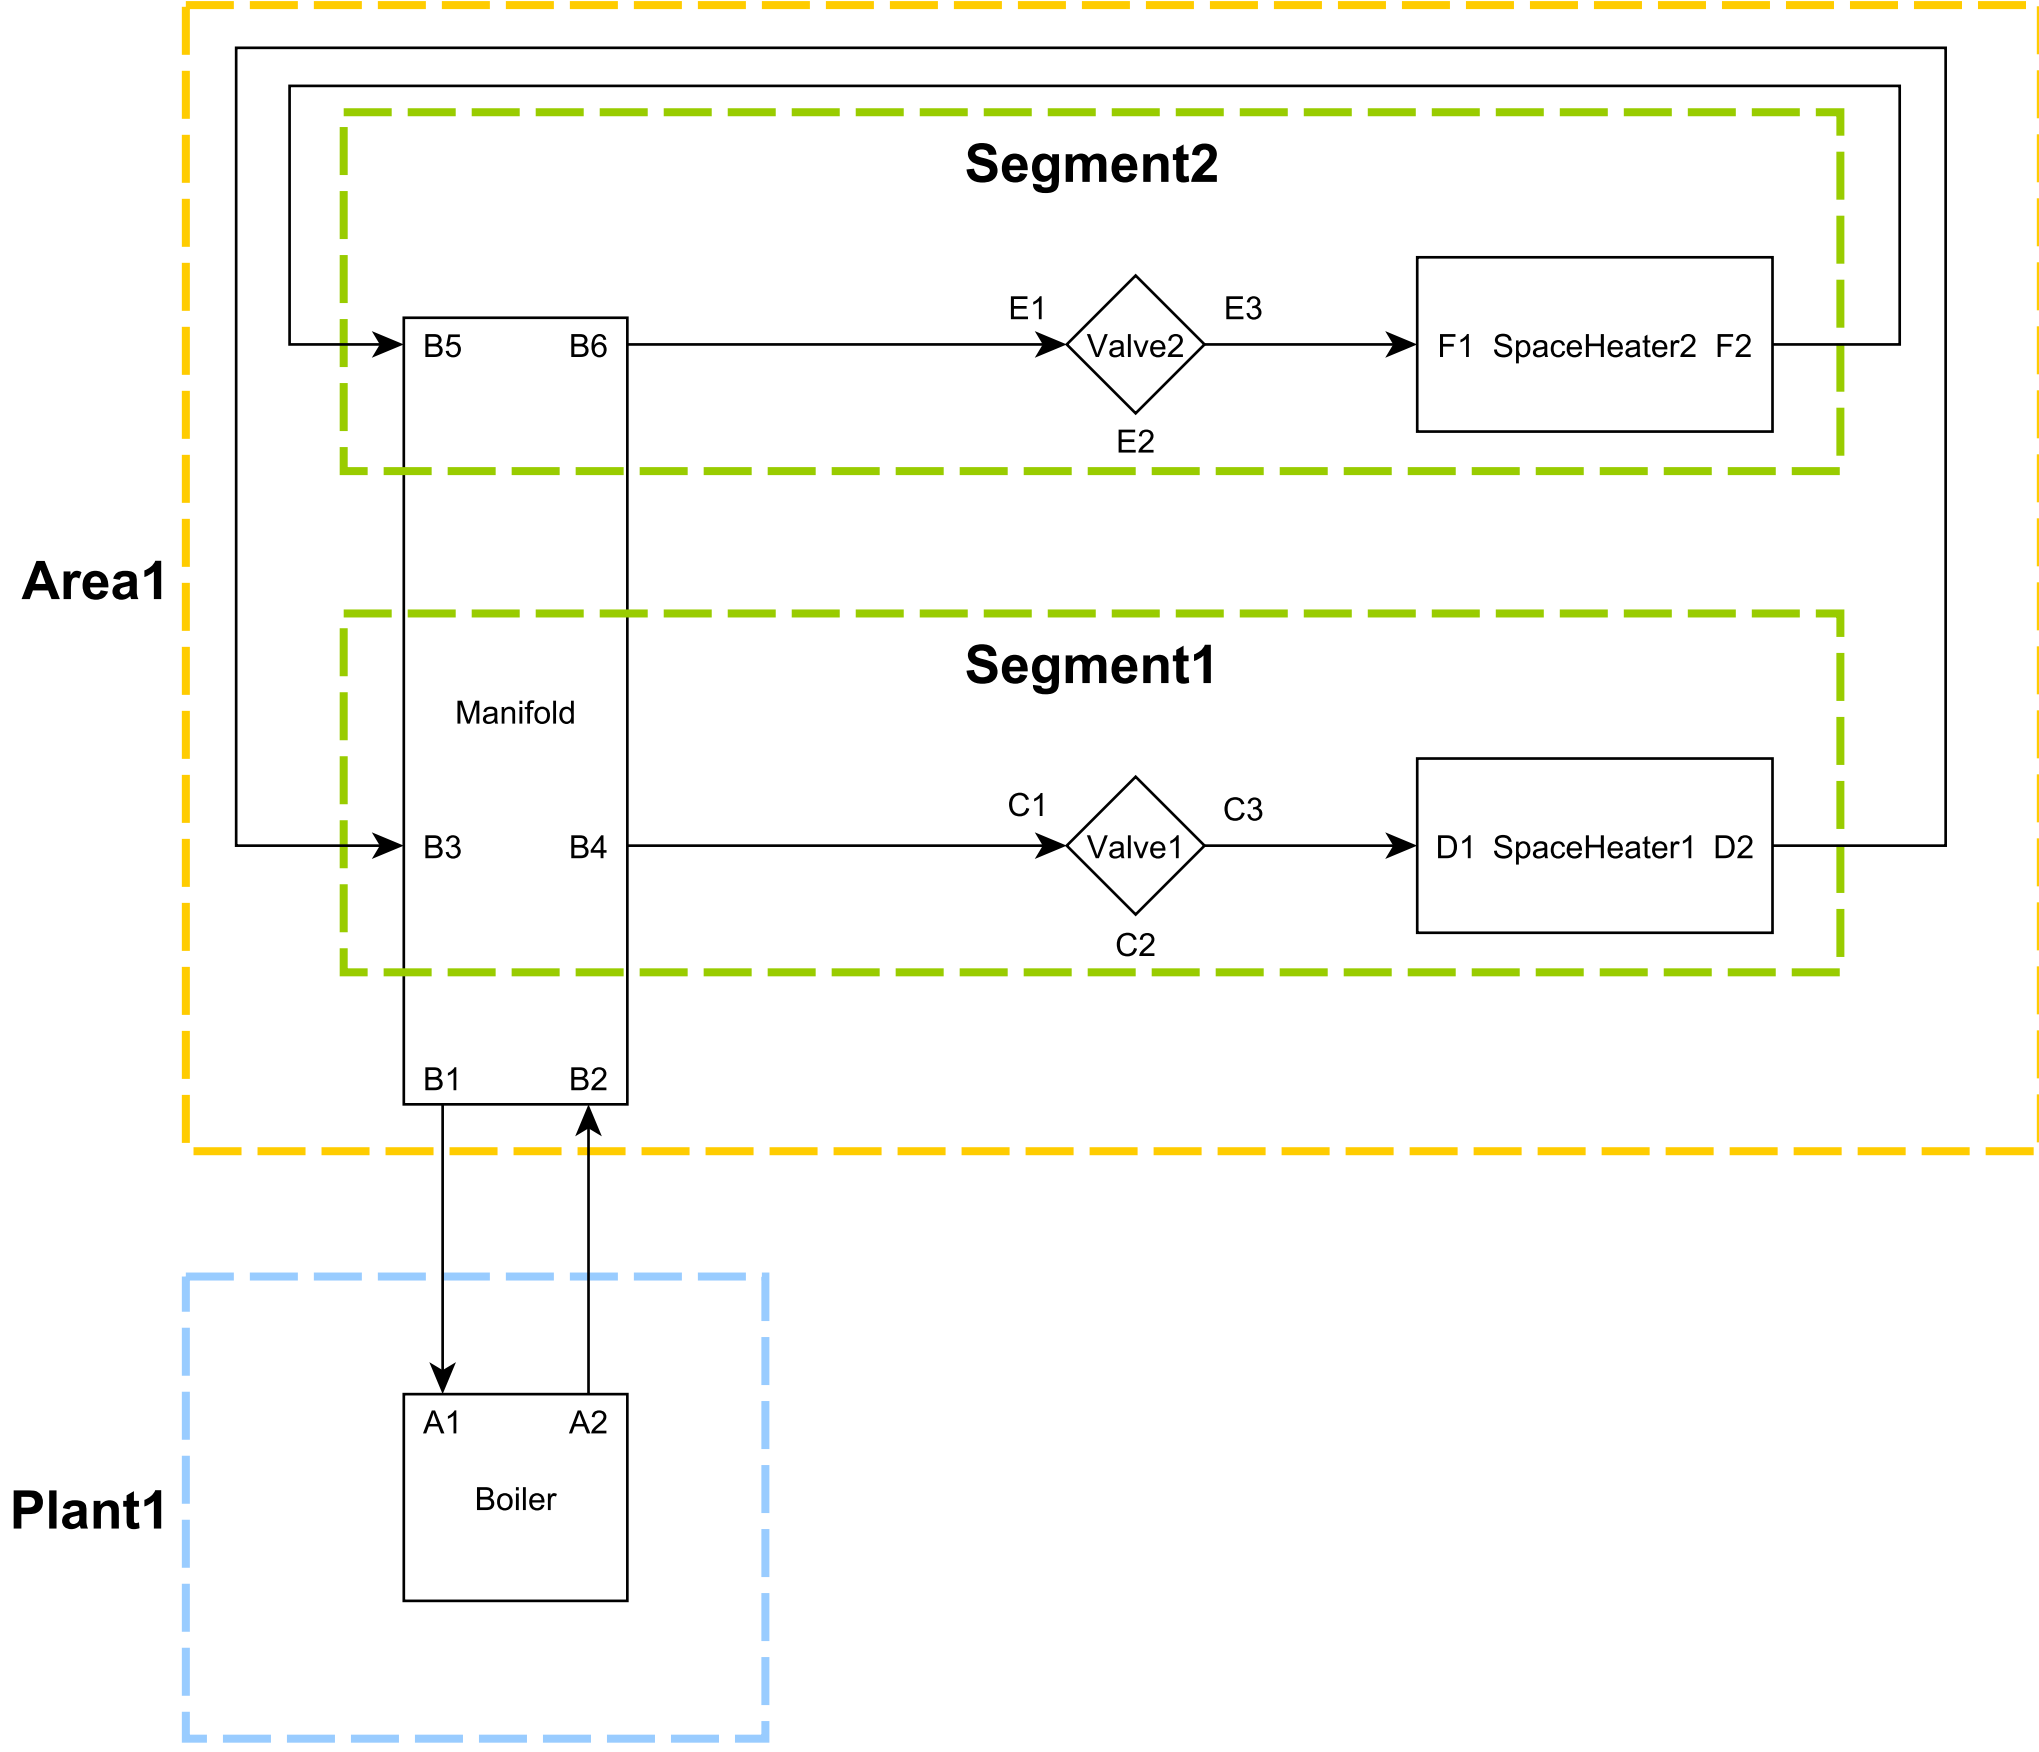 Segment2
E1
E3
B5
B6
Valve2
F1 SpaceHeater2 F2
E2
Area1
Segment1
Manifold
C1
C3
B3
B4
Valve1
D1 SpaceHeater1 D2
C2
B1
B2
A1
A2
Boiler
Plant1